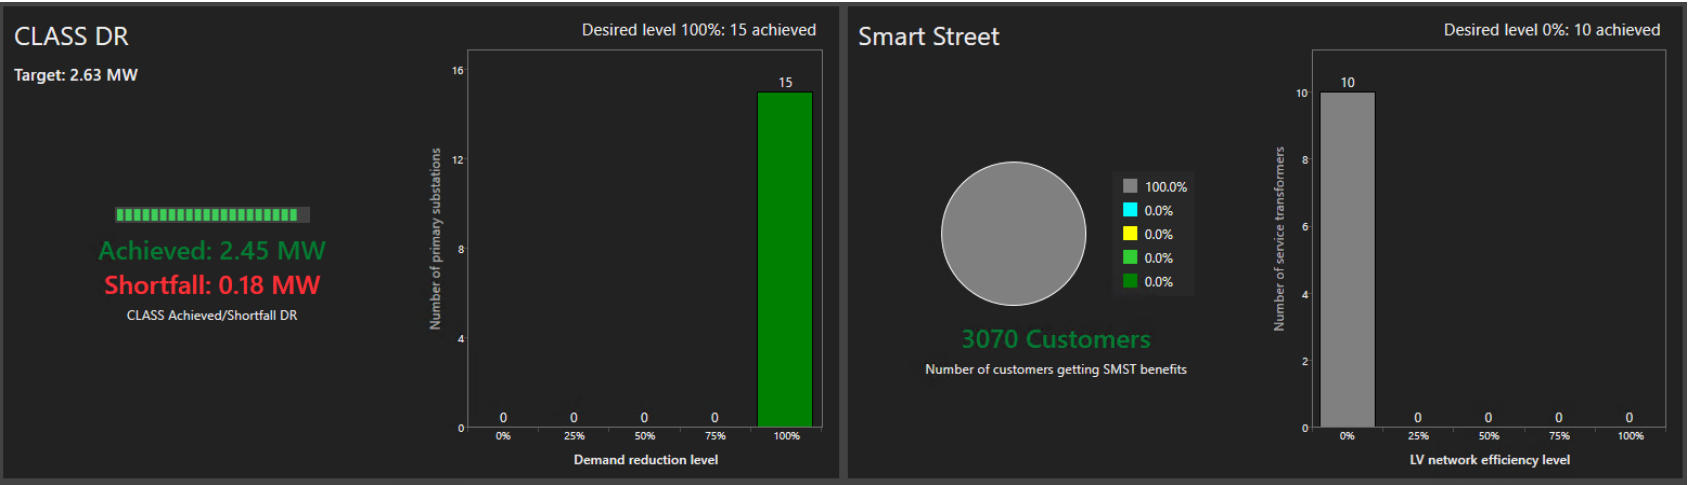 CLASS DR
Target: 2.63 MW
Achieved: 2.45 MW
Shortfall: 0.18 MW
CLASS Achieved/Shortfall DR
Desired level 100%: 15 achieved
Number of primary substations
16
12
8
4
0
0
0
0
0
15
0%
25%
50%
75%
100%
Demand reduction level
Smart Street
100.0%
0.0%
0.0%
0.0%
0.0%
3070 Customers
Number of customers getting SMST benefits
Desired level 0%: 10 achieved
Number of service transformers
10
8
6
4
2
0
10
0
0
0
0
0%
25%
50%
75%
100%
LV network efficiency level